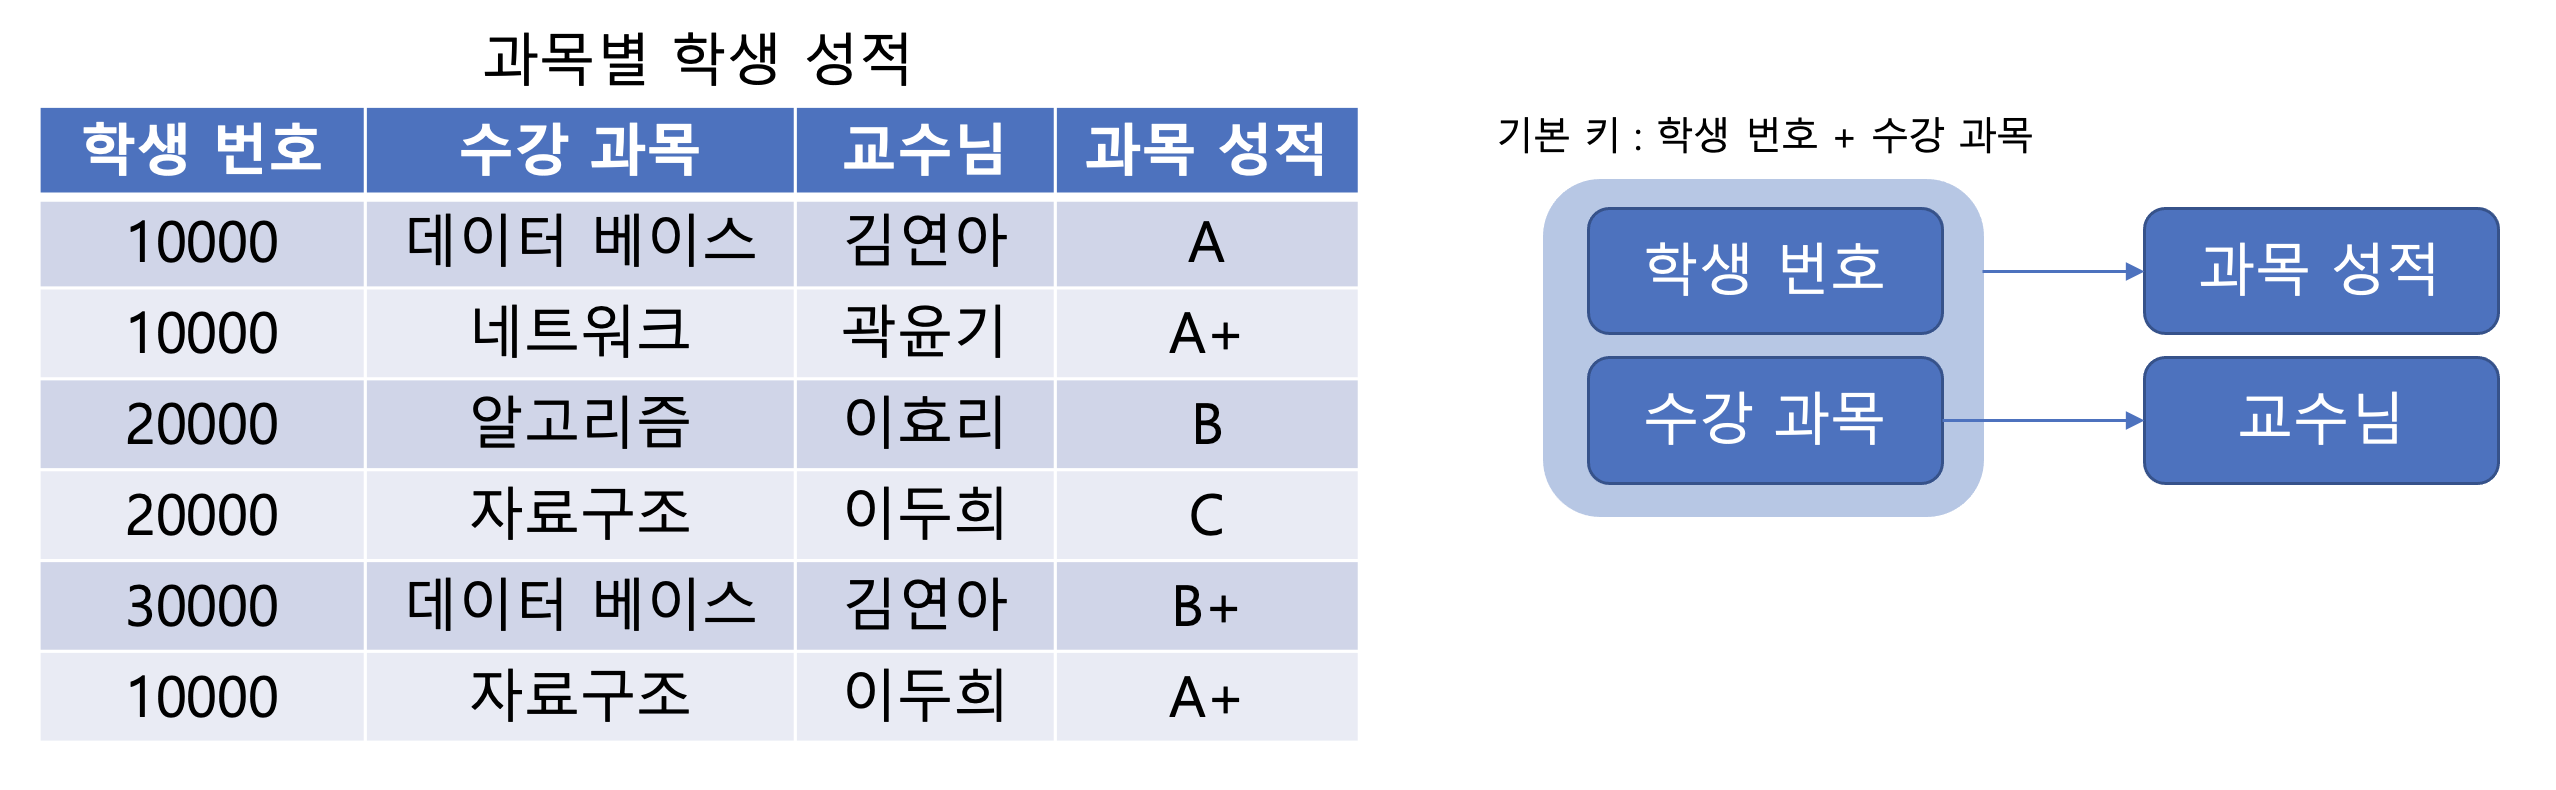 과목별 학생 성적
학생 번호 수강 과목 교수님 과목 성적
10000 데이터 베이스 김연아 A
10000 네트워크 곽윤기 A+
20000 알고리즘 이효리 B
20000 자료구조 이두희 C
30000 데이터 베이스 김연아 B+
10000 자료구조 이두희 A+
기본 키 : 학생 번호 + 수강 과목
학생 번호 과목 성적
수강 과목 교수님